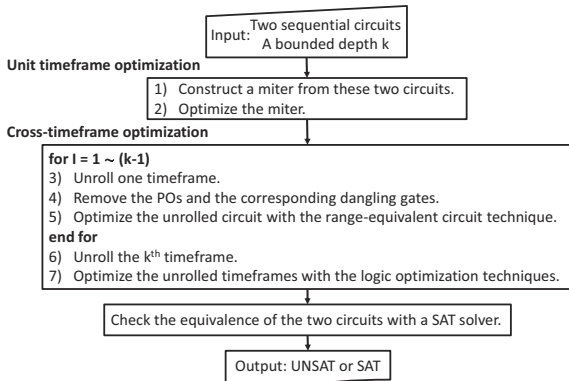 Input: Two sequential circuits
A bounded depth k
Unit timeframe optimization
1) Construct a miter from these two circuits.
2) Optimize the miter.
Cross-timeframe optimization
for I = 1 ~ (k-1)
3) Unroll one timeframe.
4) Remove the POs and the corresponding dangling gates.
5) Optimize the unrolled circuit with the range-equivalent circuit technique.
end for
6) Unroll the kth timeframe.
7) Optimize the unrolled timeframes with the logic optimization techniques.
Check the equivalence of the two circuits with a SAT solver.
Output: UNSAT or SAT